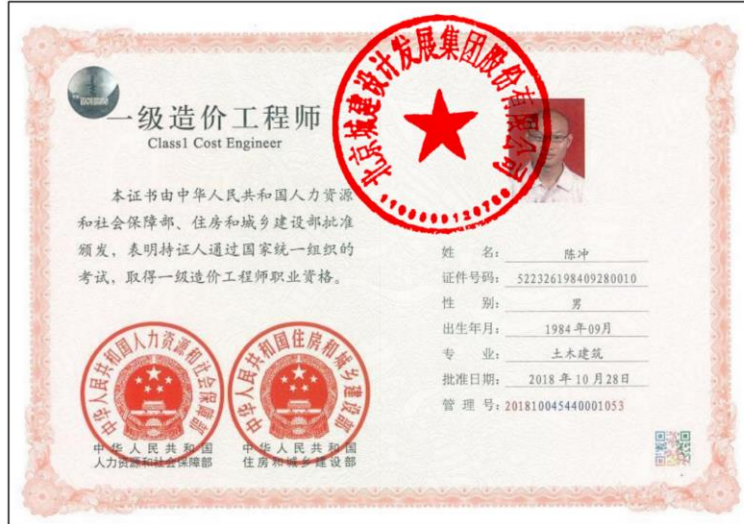 北京城建设计发展集团股份有限公司
一级造价工程师
Class1 Cost Engineer
本证书由中华人民共和国人力资源
和社会保障部、住房和城乡建设部批准
颁发，表明持证人通过国家统一组织的
考试，取得一级造价工程师职业资格。
中华人民共和国人力资源和社会保障部
中华人民共和国住房和城乡建设部
中华人民共和国
人力资源和社会保障部
中华人民共和国
住房和城乡建设部
姓 名： 陈冲
证件号码： 522326198409280010
性 别： 男
出生年月： 1984年09月
专 业： 土木建筑
批准日期： 2018年10月28日
管 理 号： 201810045440001053